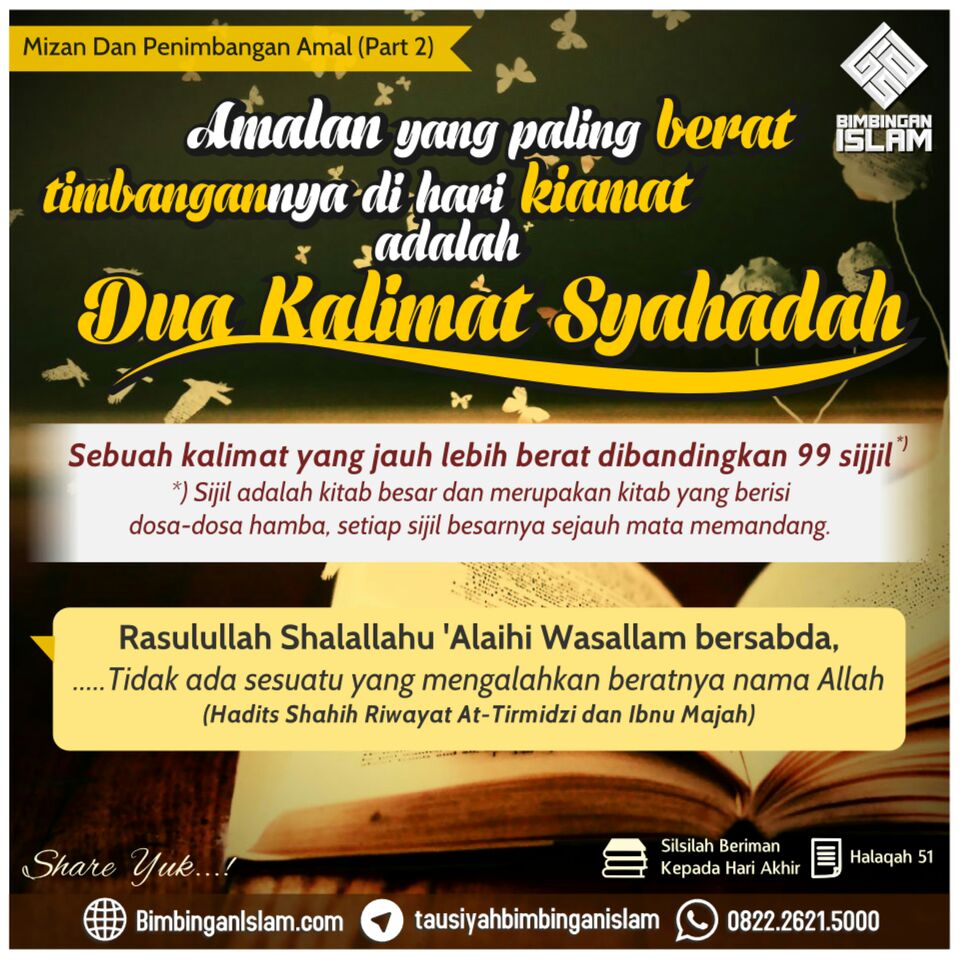 Mizan Dan Penimbangan Amal (Part 2)
BIMBINGAN
ISLAM
Amalan yang paling berat
timbangannya di hari kiamat
adalah
Dua Kalimat Syahadah
Sebuah kalimat yang jauh lebih berat dibandingkan 99 sijjil*)
*) Sijil adalah kitab besar dan merupakan kitab yang berisi
dosa-dosa hamba, setiap sijil besarnya sejauh mata memandang.
Rasulullah Shalallahu 'Alaihi Wasallam bersabda,
.....Tidak ada sesuatu yang mengalahkan beratnya nama Allah
(Hadits Shahih Riwayat At-Tirmidzi dan Ibnu Majah)
Share Yuk...!
Silsilah Beriman
Kepada Hari Akhir
Halaqah 51
BimbinganIslam.com
tausiyahbimbinganislam
0822.2621.5000